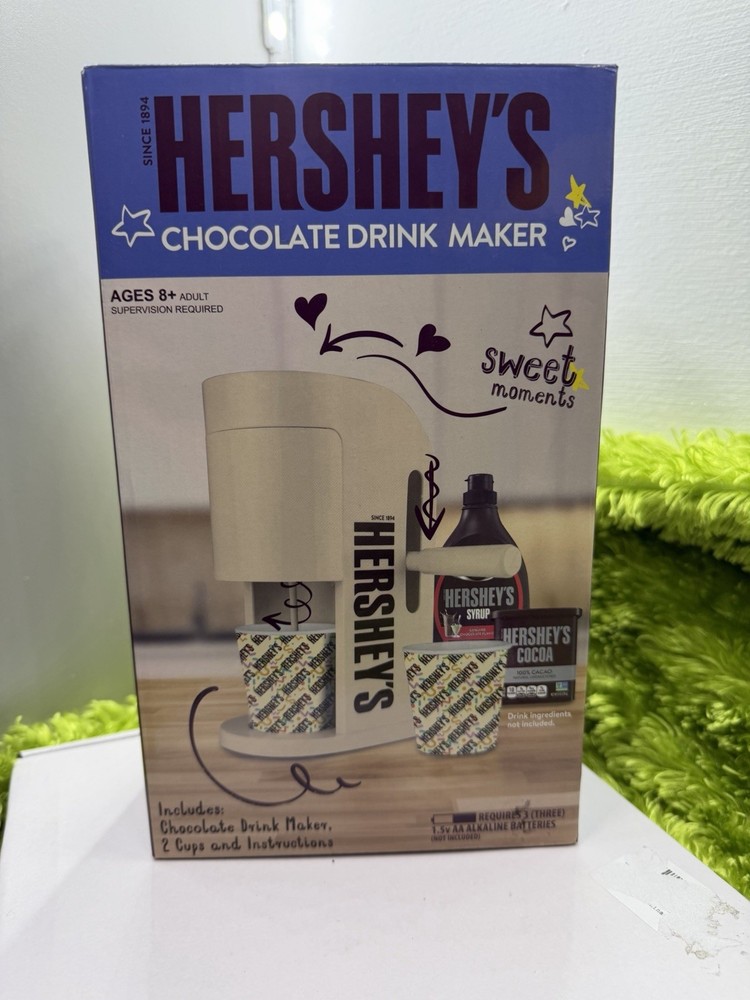 SINCE 1894
HERSHEY'S
CHOCOLATE DRINK MAKER
AGES 8+ ADULT
SUPERVISION REQUIRED
sweet
moments
SINCE 1894
HERSHEY'S
HERSHEY'S
SYRUP
HERSHEY'S
COCOA
100% CACAO
Drink ingredients
not included.
Includes:
Chocolate Drink Maker,
2 Cups and Instructions
REQUIRES 3 (THREE)
1.5v AA ALKALINE BATTERIES
(NOT INCLUDED)